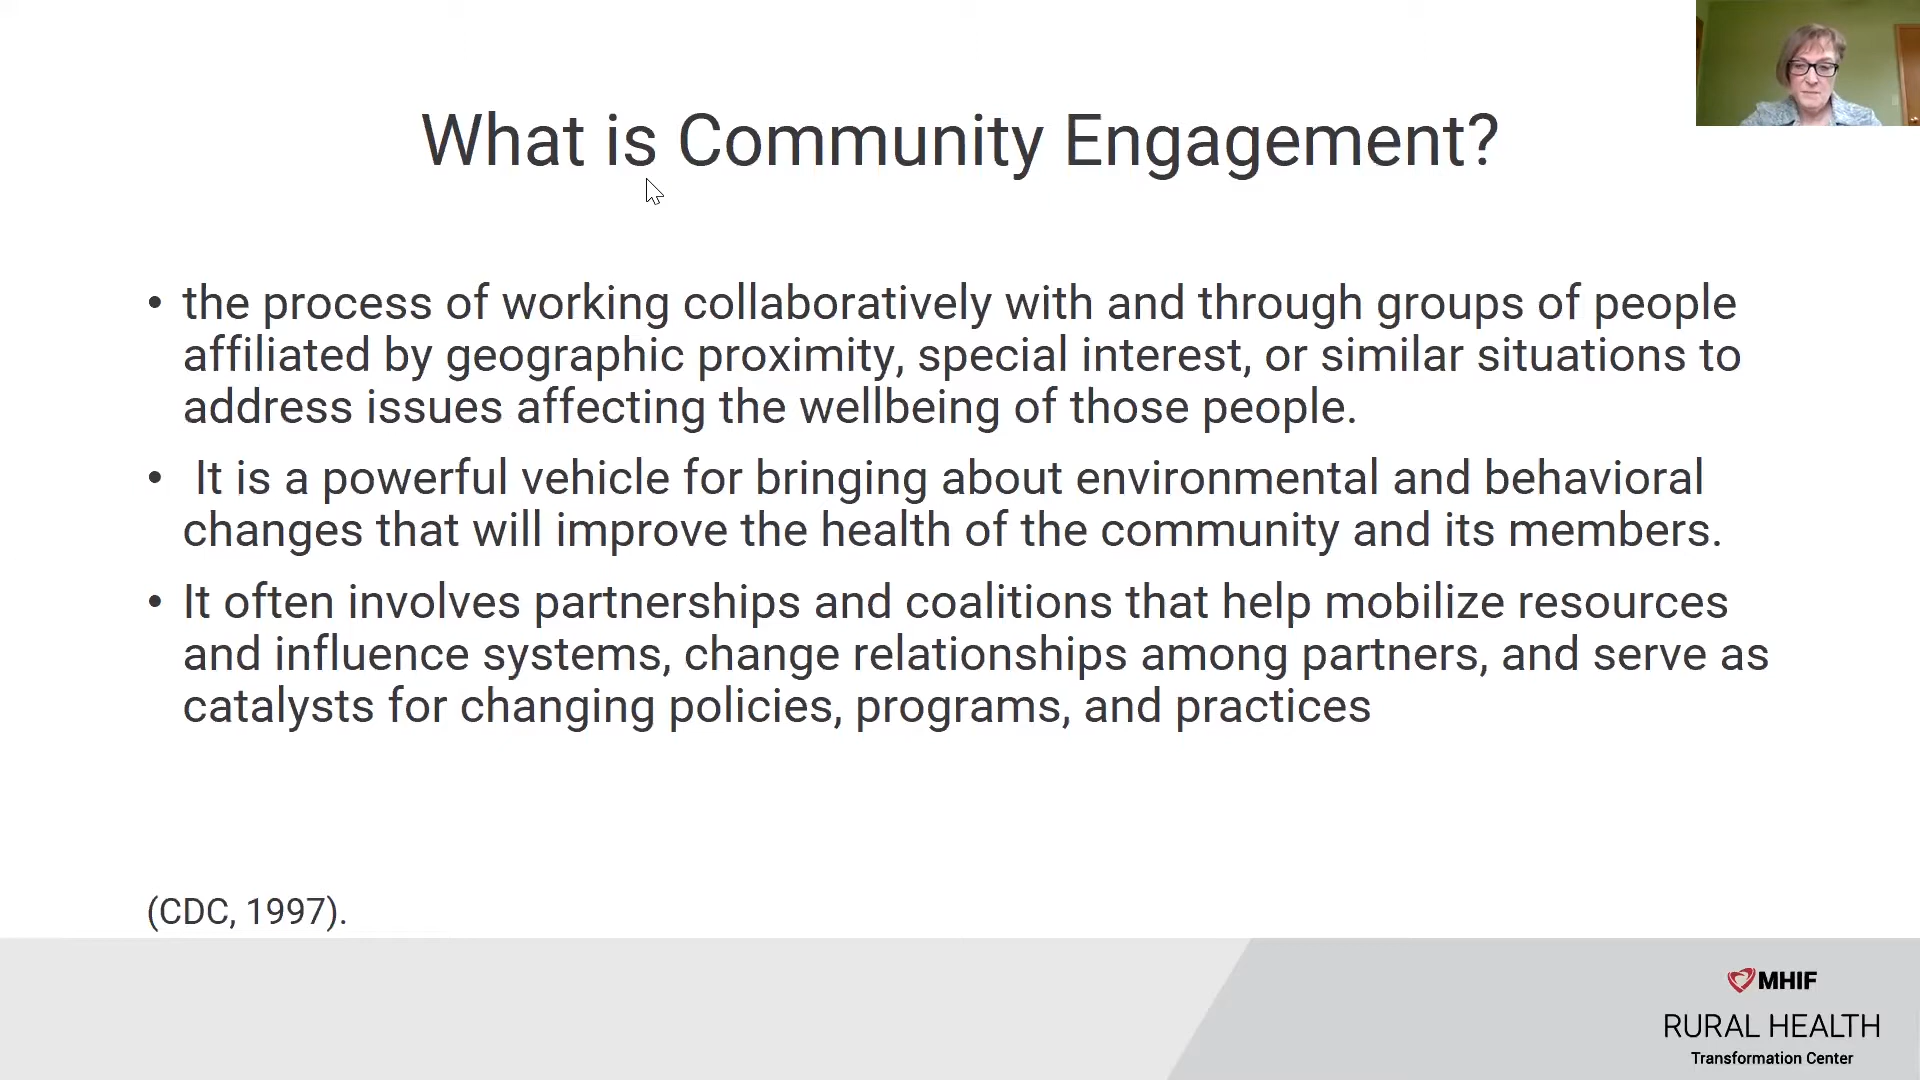 What is Community Engagement?
• the process of working collaboratively with and through groups of people
affiliated by geographic proximity, special interest, or similar situations to
address issues affecting the wellbeing of those people.
• It is a powerful vehicle for bringing about environmental and behavioral
changes that will improve the health of the community and its members.
• It often involves partnerships and coalitions that help mobilize resources
and influence systems, change relationships among partners, and serve as
catalysts for changing policies, programs, and practices
(CDC, 1997).
MHIF
RURAL HEALTH
Transformation Center